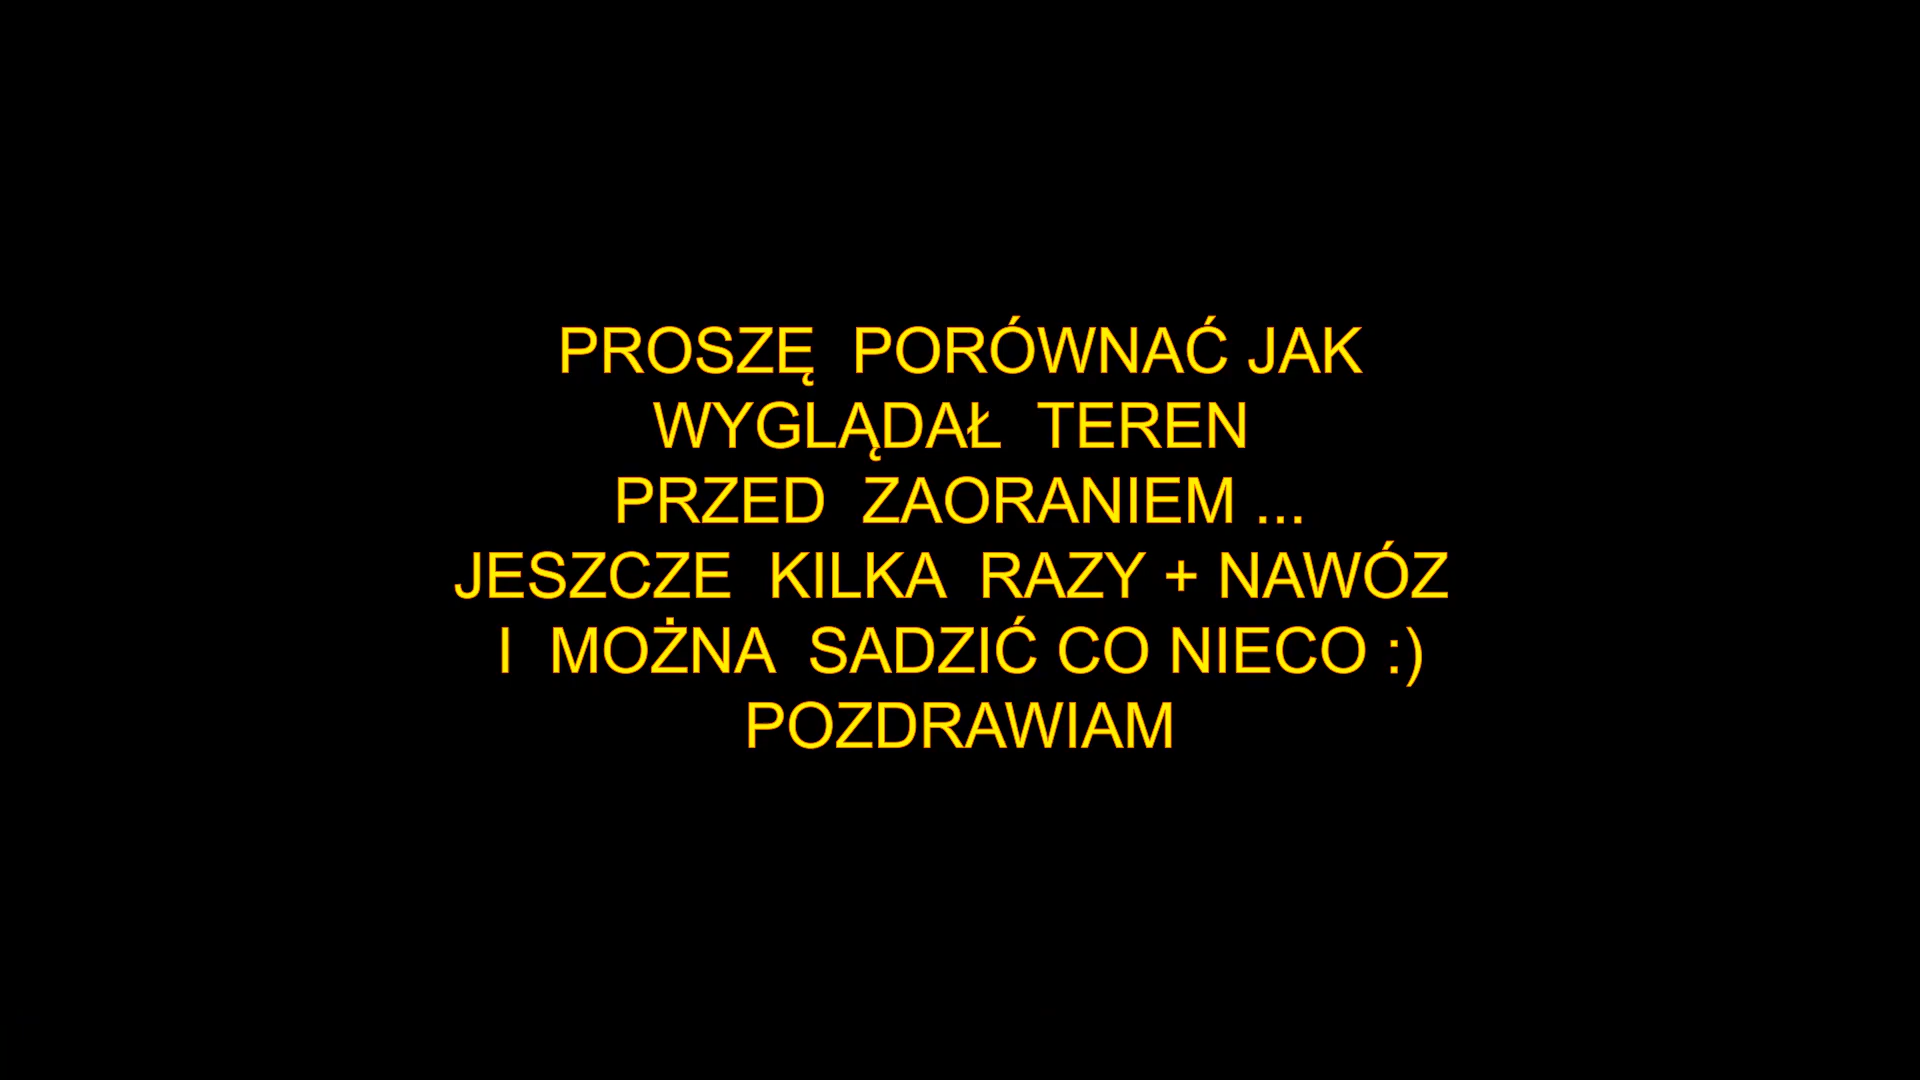 PROSZĘ PORÓWNAĆ JAK
WYGLĄDAŁ TEREN
PRZED ZAORANIEM ...
JESZCZE KILKA RAZY + NAWÓZ
I MOŻNA SADZIĆ CO NIECO :)
POZDRAWIAM